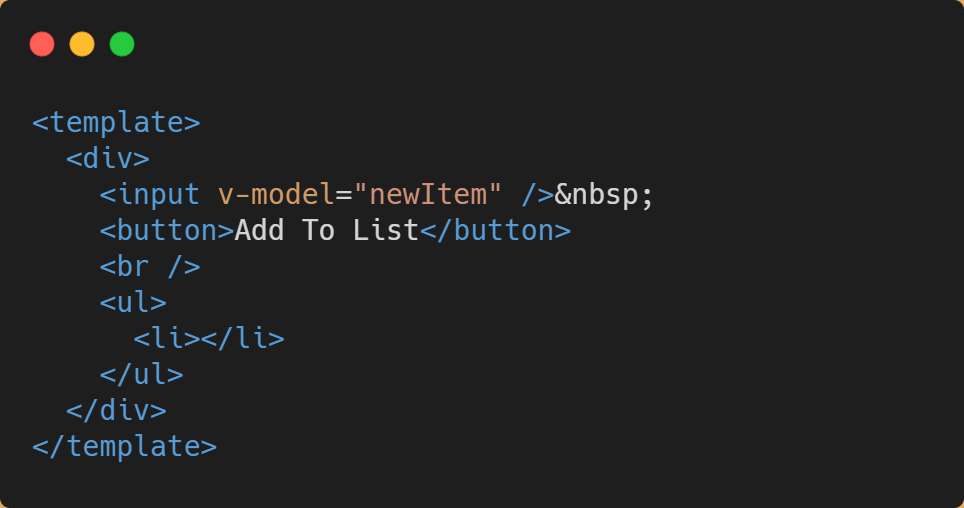 <template>
  <div>
    <input v-model="newItem" />&nbsp;
    <button>Add To List</button>
    <br />
    <ul>
      <li></li>
    </ul>
  </div>
</template>